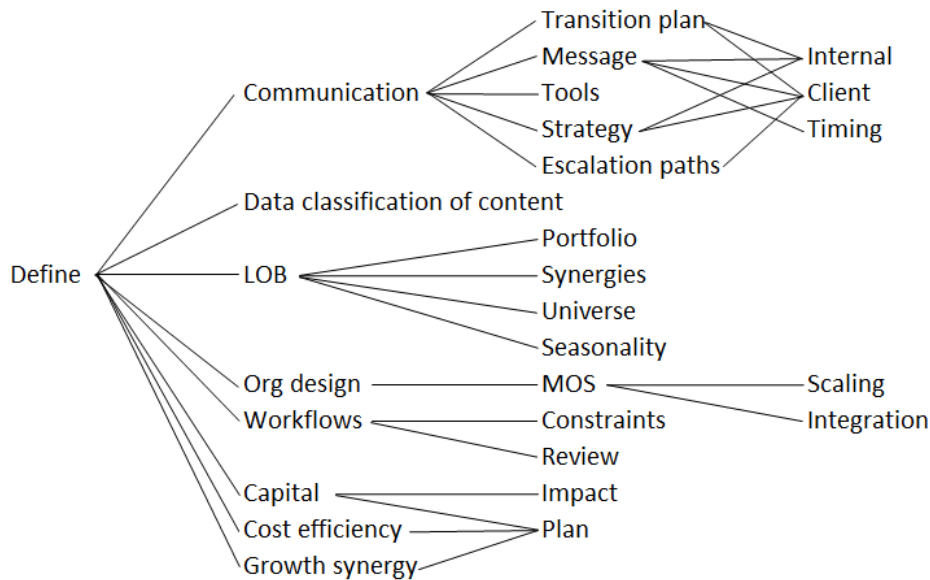 Transition plan
Message
Internal
Communication
Tools
Client
Strategy
Timing
Escalation paths
Data classification of content
Portfolio
Define
LOB
Synergies
Universe
Seasonality
Org design
MOS
Scaling
Workflows
Constraints
Integration
Review
Capital
Impact
Cost efficiency
Plan
Growth synergy